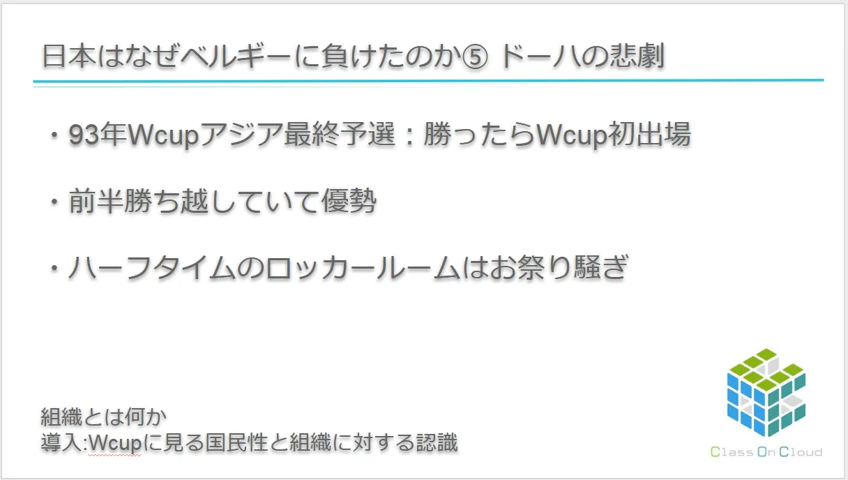 日本はなぜベルギーに負けたのか⑤ ドーハの悲劇
・93年Wcupアジア最終予選：勝ったらWcup初出場
・前半勝ち越していて優勢
・ハーフタイムのロッカールームはお祭り騒ぎ
組織とは何か
導入:Wcupに見る国民性と組織に対する認識
Class On Cloud